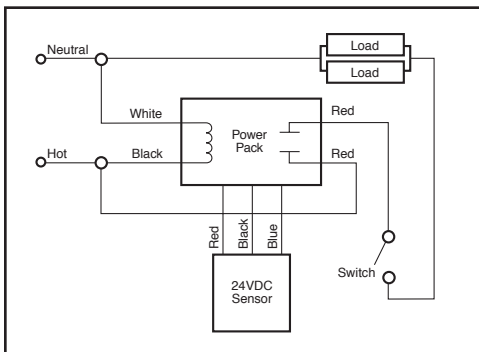 Neutral
Load
Load
White
Red
Power
Pack
Hot
Black
Red
Red
Black
Blue
Switch
24VDC
Sensor